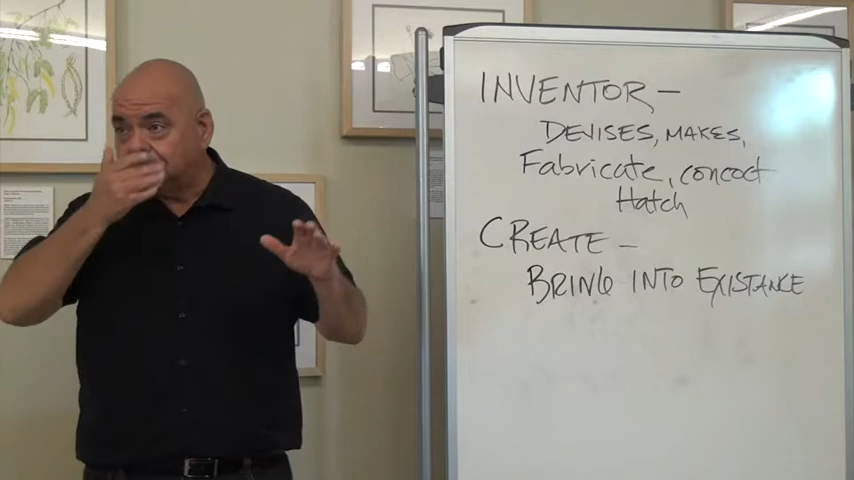 INVENTOR -
DEVISES, MAKES,
FABRICATE, CONCOCT
HATCH
CREATE -
BRING INTO EXISTANCE